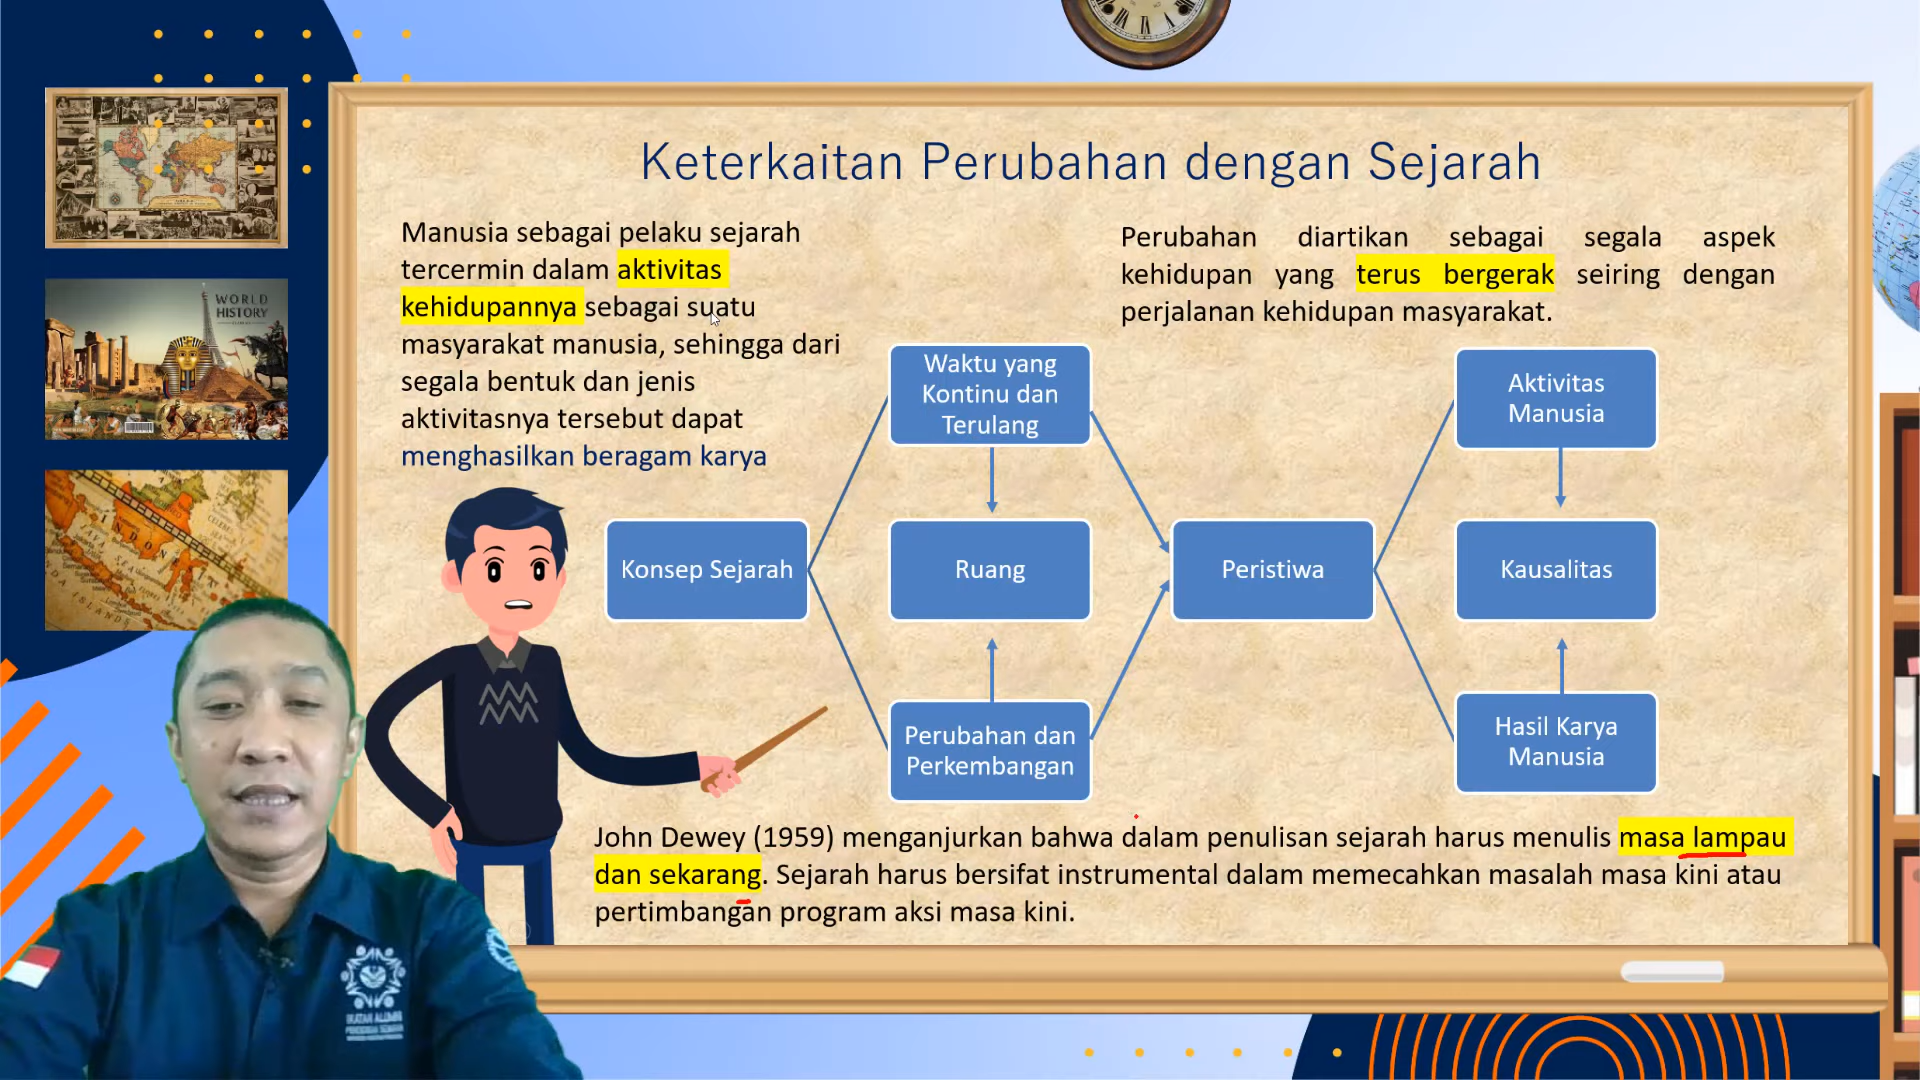 Keterkaitan Perubahan dengan Sejarah
Manusia sebagai pelaku sejarah
tercermin dalam aktivitas
kehidupannya sebagai suatu
masyarakat manusia, sehingga dari
segala bentuk dan jenis
aktivitasnya tersebut dapat
menghasilkan beragam karya
Perubahan diartikan sebagai segala aspek
kehidupan yang terus bergerak seiring dengan
perjalanan kehidupan masyarakat.
Konsep Sejarah
Waktu yang
Kontinu dan
Terulang
Ruang
Perubahan dan
Perkembangan
Peristiwa
Aktivitas
Manusia
Kausalitas
Hasil Karya
Manusia
John Dewey (1959) menganjurkan bahwa dalam penulisan sejarah harus menulis masa lampau
dan sekarang. Sejarah harus bersifat instrumental dalam memecahkan masalah masa kini atau
pertimbangan program aksi masa kini.
WORLD
HISTORY
IKATAN ALUMNI